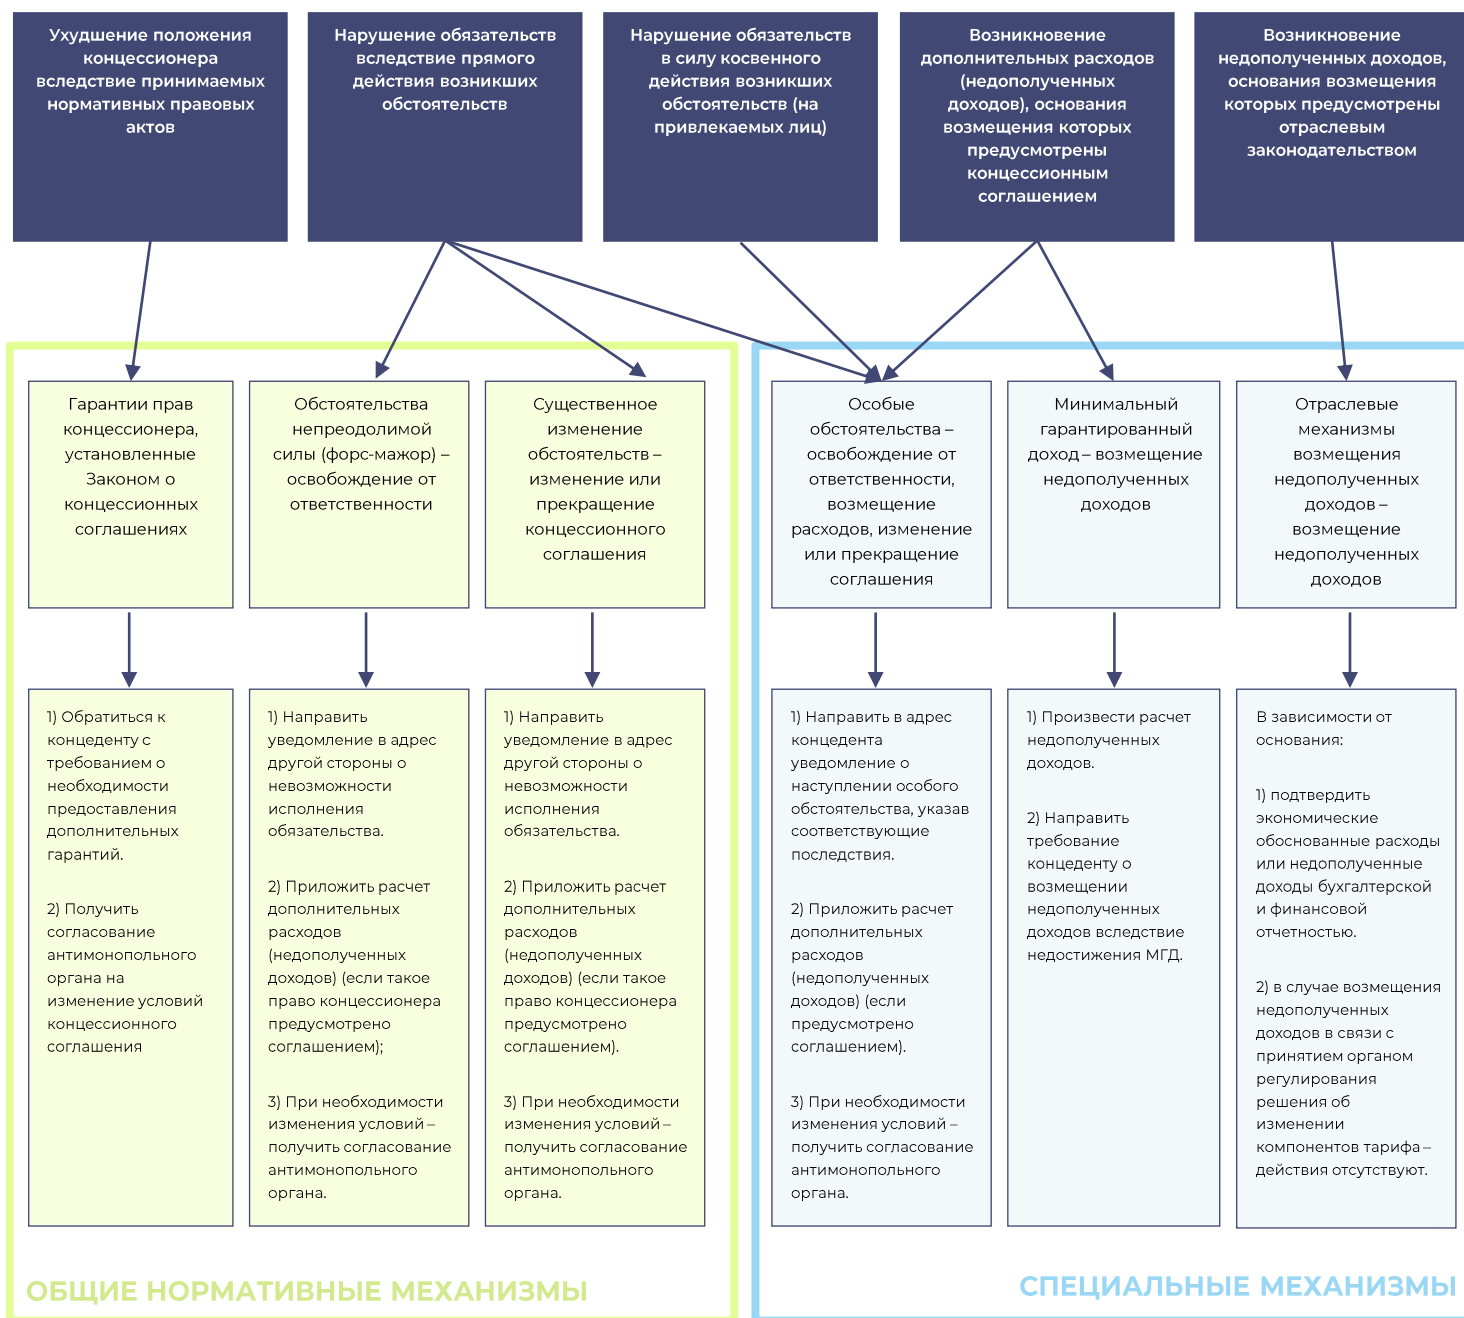 Ухудшение положения
концессионера
вследствие принимаемых
нормативных правовых
актов
Нарушение обязательств
вследствие прямого
действия возникших
обстоятельств
Нарушение обязательств
в силу косвенного
действия возникших
обстоятельств (на
привлекаемых лиц)
Возникновение
дополнительных расходов
(недополученных
доходов), основания
возмещения которых
предусмотрены
концессионным
соглашением
Возникновение
недополученных доходов,
основания возмещения
которых предусмотрены
отраслевым
законодательством
Гарантии прав
концессионера,
установленные
Законом о
концессионных
соглашениях
Обстоятельства
непреодолимой
силы (форс-мажор) –
освобождение от
ответственности
Существенное
изменение
обстоятельств –
изменение или
прекращение
концессионного
соглашения
Особые
обстоятельства –
освобождение от
ответственности,
возмещение
расходов, изменение
или прекращение
соглашения
Минимальный
гарантированный
доход – возмещение
недополученных
доходов
Отраслевые
механизмы
возмещения
недополученных
доходов –
возмещение
недополученных
доходов
1) Обратиться к
концеденту с
требованием о
необходимости
предоставления
дополнительных
гарантий.
2) Получить
согласование
антимонопольного
органа на
изменение условий
концессионного
соглашения
1) Направить
уведомление в адрес
другой стороны о
невозможности
исполнения
обязательства.
2) Приложить расчет
дополнительных
расходов
(недополученных
доходов) (если такое
право концессионера
предусмотрено
соглашением);
3) При необходимости
изменения условий –
получить согласование
антимонопольного
органа.
1) Направить
уведомление в адрес
другой стороны о
невозможности
исполнения
обязательства.
2) Приложить расчет
дополнительных
расходов
(недополученных
доходов) (если такое
право концессионера
предусмотрено
соглашением).
3) При необходимости
изменения условий –
получить согласование
антимонопольного
органа.
1) Направить в адрес
концедента
уведомление о
наступлении особого
обстоятельства, указав
соответствующие
последствия.
2) Приложить расчет
дополнительных
расходов
(недополученных
доходов) (если
предусмотрено
соглашением).
3) При необходимости
изменения условий –
получить согласование
антимонопольного
органа.
1) Произвести расчет
недополученных
доходов.
2) Направить
требование
концеденту о
возмещении
недополученных
доходов вследствие
недостижения МГД.
В зависимости от
основания:
1) подтвердить
экономические
обоснованные расходы
или недополученные
доходы бухгалтерской
и финансовой
отчетностью.
2) в случае возмещения
недополученных
доходов в связи с
принятием органом
регулирования
решения об
изменении
компонентов тарифа –
действия отсутствуют.
ОБЩИЕ НОРМАТИВНЫЕ МЕХАНИЗМЫ
СПЕЦИАЛЬНЫЕ МЕХАНИЗМЫ